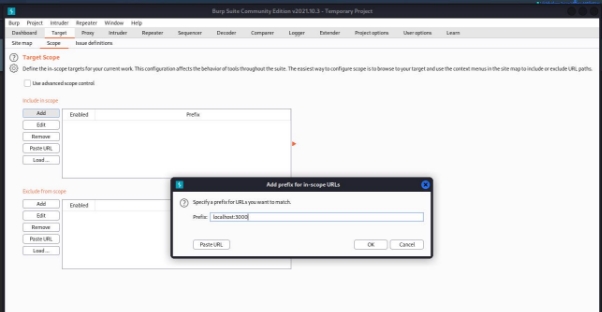 Burp Suite Community Edition v2021.10.3 - Temporary Project
Burp Project Intruder Repeater Window Help
Dashboard Target Proxy Intruder Repeater Sequencer Decoder Comparer Logger Extender Project options User options Learn
Site map Scope Issue definitions
Target Scope
Define the in-scope targets for your current work. This configuration affects the behavior of tools throughout the suite. The easiest way to configure scope is to browse to your target and use the context menus in the site map to include or exclude URL paths.
Use advanced scope control
Include in scope
Add Enabled Prefix
Edit
Remove
Paste URL
Load ...
Add prefix for in-scope URLs
Specify a prefix for URLs you want to match.
Prefix: localhost:3000
Paste URL OK Cancel
Exclude from scope
Add Enabled
Edit
Remove
Paste URL
Load ...